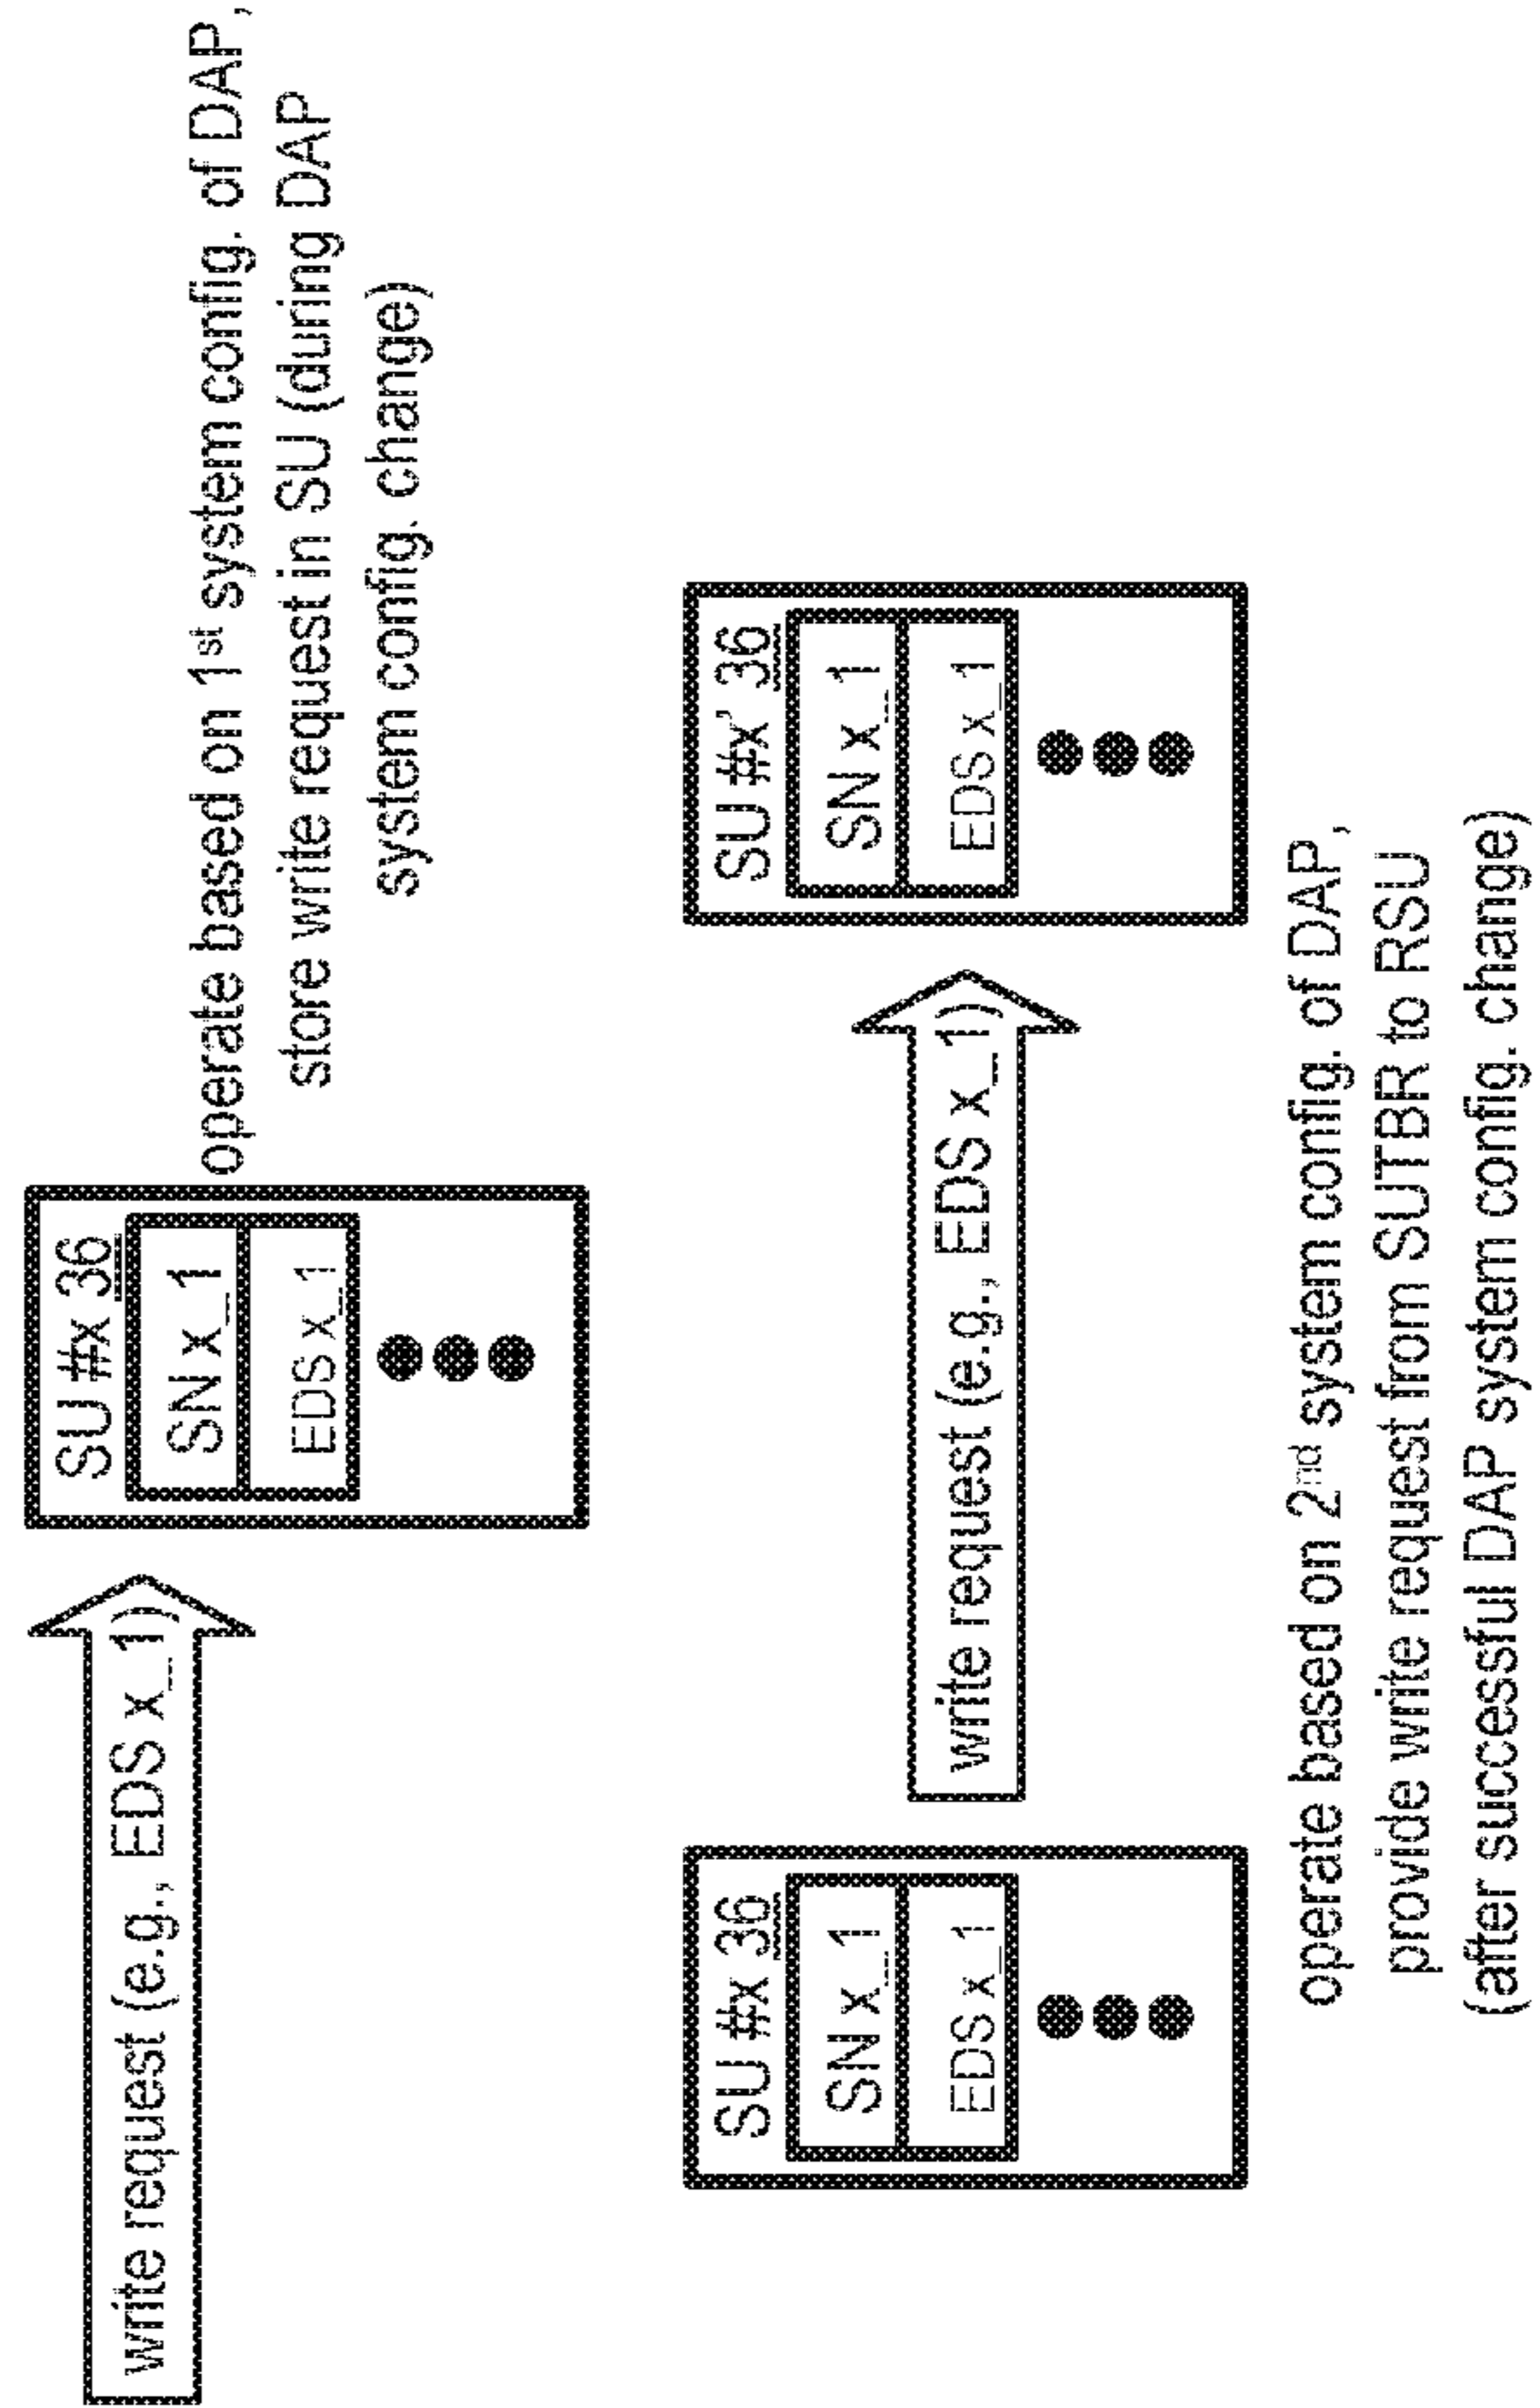 write request (e.g., EDS x_1)
SU #x 36
SN x_1
EDS x_1
operate based on 1st system config. of DAP,
store write request in SU (during DAP
system config. change)
SU #x 36
SN x_1
EDS x_1
write request (e.g., EDS x_1)
SU #x' 36
SN x_1
EDS x_1
operate based on 2nd system config. of DAP,
provide write request from SUTBR to RSU
(after successful DAP system config. change)